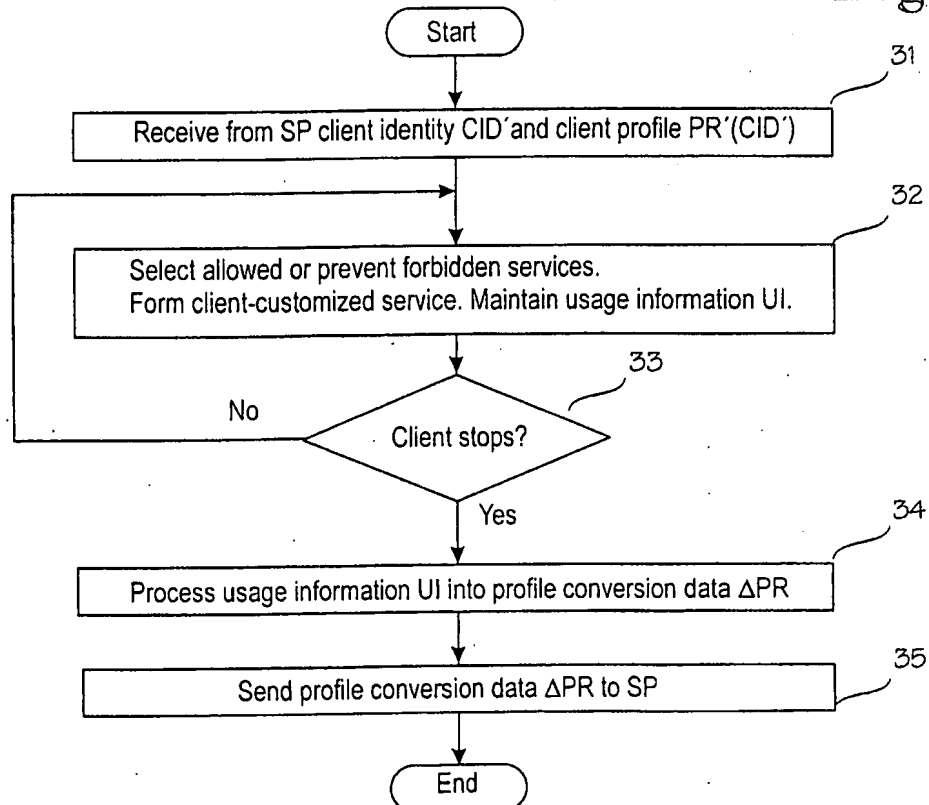 Start
31
Receive from SP client identity CID´and client profile PR´(CID´)
32
Select allowed or prevent forbidden services.
Form client-customized service. Maintain usage information UI.
33
No
Client stops?
Yes
34
Process usage information UI into profile conversion data ΔPR
35
Send profile conversion data ΔPR to SP
End